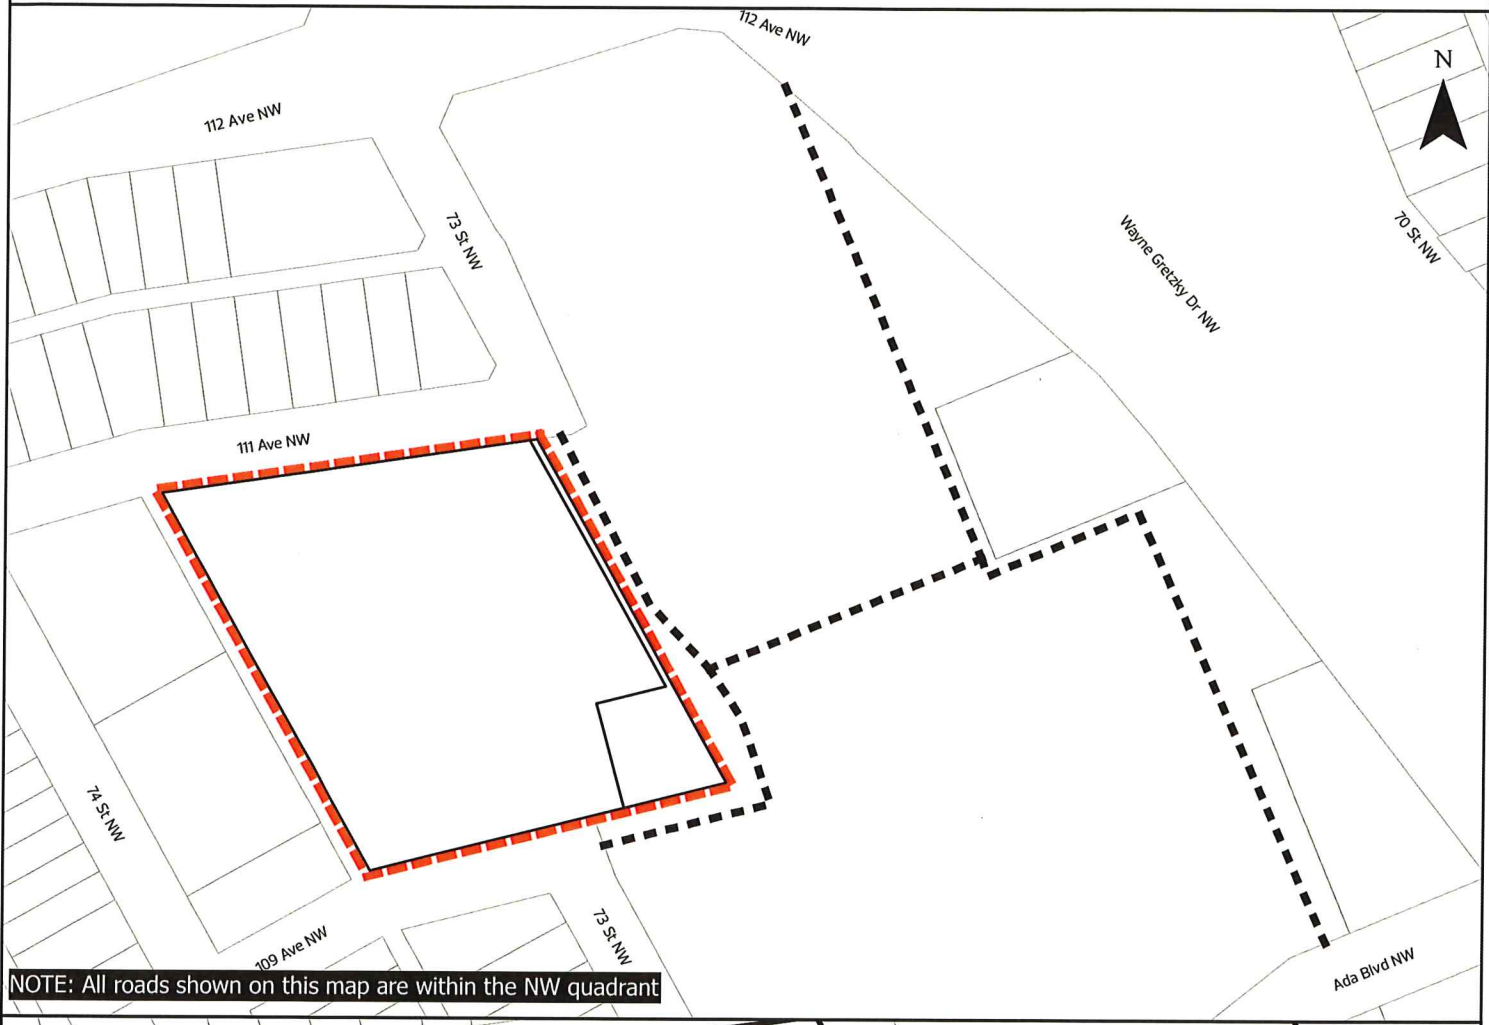 112 Ave NW
N
112 Ave NW
73 St NW
70 St NW
Wayne Gretzky Dr NW
111 Ave NW
74 St NW
73 St NW
109 Ave NW
Ada Blvd NW
NOTE: All roads shown on this map are within the NW quadrant